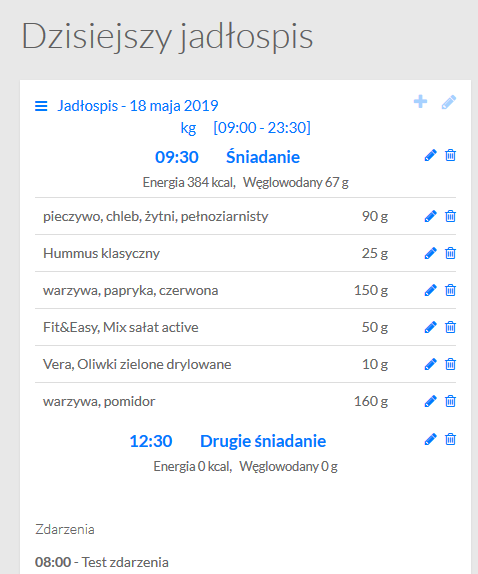 Dzisiejszy jadłospis
Jadłospis - 18 maja 2019
kg [09:00 - 23:30]
09:30 Śniadanie
Energia 384 kcal, Węglowodany 67 g
pieczywo, chleb, żytni, pełnoziarnisty 90 g
Hummus klasyczny 25 g
warzywa, papryka, czerwona 150 g
Fit&Easy, Mix sałat active 50 g
Vera, Oliwki zielone drylowane 10 g
warzywa, pomidor 160 g
12:30 Drugie śniadanie
Energia 0 kcal, Węglowodany 0 g
Zdarzenia
08:00 - Test zdarzenia